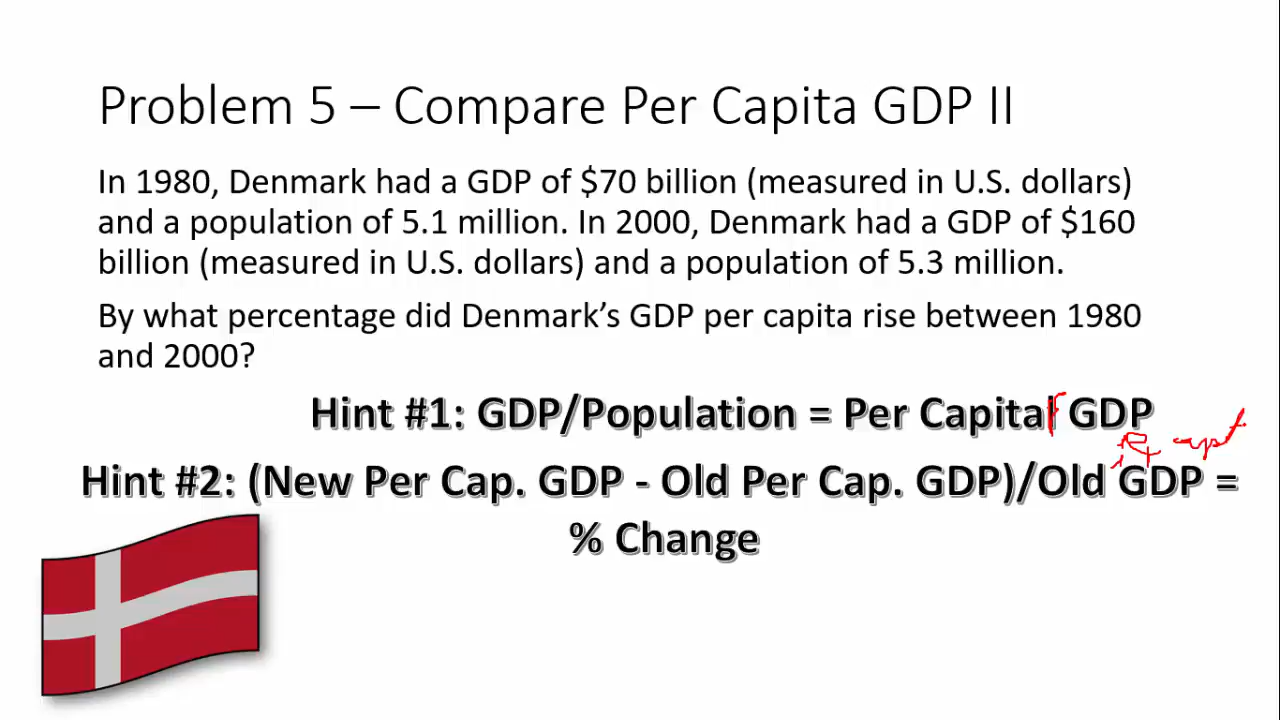 Problem 5 – Compare Per Capita GDP II
In 1980, Denmark had a GDP of $70 billion (measured in U.S. dollars)
and a population of 5.1 million. In 2000, Denmark had a GDP of $160
billion (measured in U.S. dollars) and a population of 5.3 million.
By what percentage did Denmark’s GDP per capita rise between 1980
and 2000?
Hint #1: GDP/Population = Per Capital GDP
Hint #2: (New Per Cap. GDP - Old Per Cap. GDP)/Old GDP =
% Change